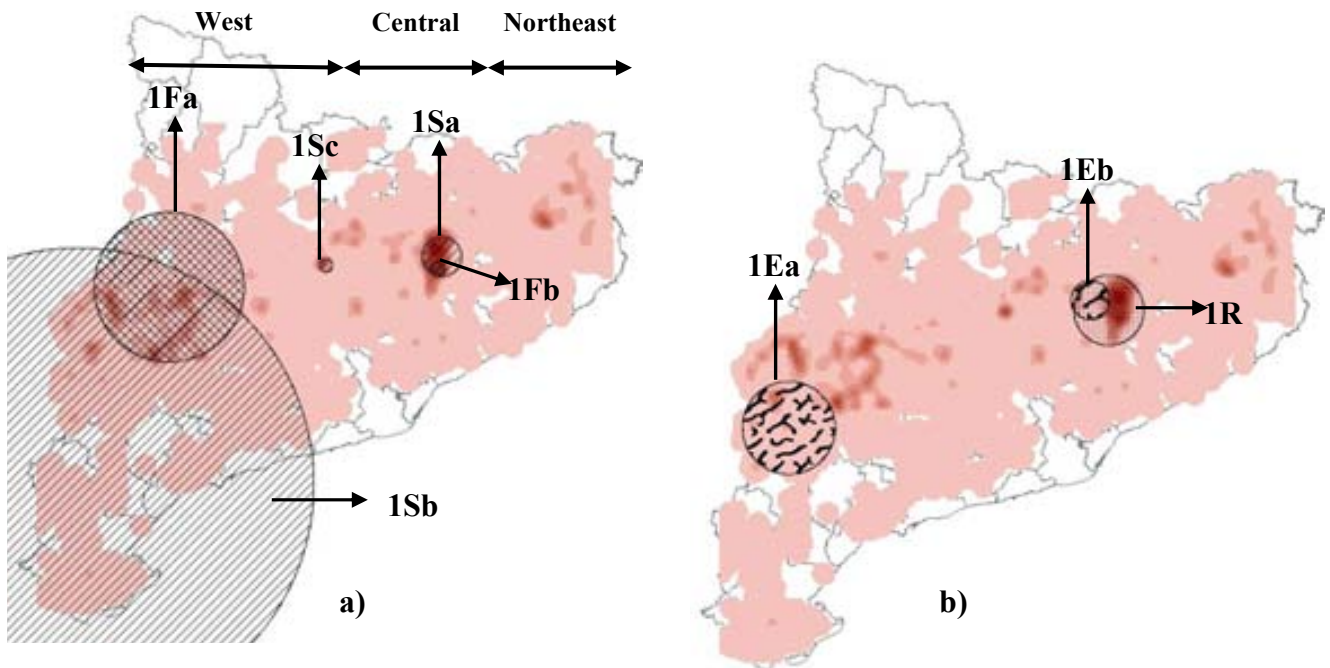 West
Central
Northeast
1Fa
1Sc
1Sa
1Fb
1Sb
a)
1Eb
1Ea
1R
b)